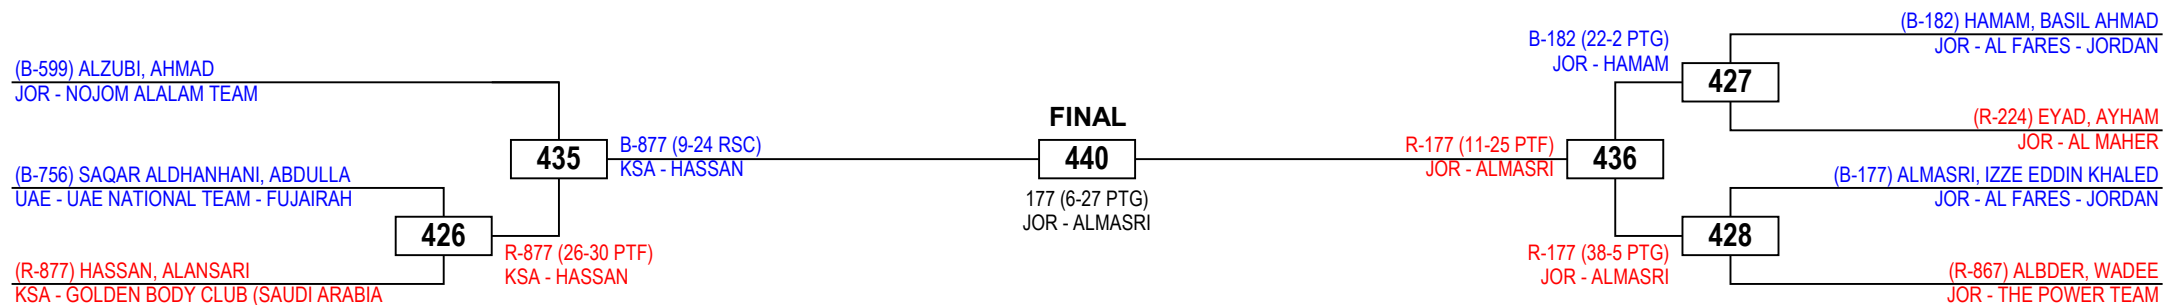 (B-599) ALZUBI, AHMAD
JOR - NOJOM ALALAM TEAM
(B-756) SAQAR ALDHANHANI, ABDULLA
UAE - UAE NATIONAL TEAM - FUJAIRAH
(R-877) HASSAN, ALANSARI
KSA - GOLDEN BODY CLUB (SAUDI ARABIA
426
R-877 (26-30 PTF)
KSA - HASSAN
435
B-877 (9-24 RSC)
KSA - HASSAN
FINAL
440
177 (6-27 PTG)
JOR - ALMASRI
R-177 (11-25 PTF)
JOR - ALMASRI
436
B-182 (22-2 PTG)
JOR - HAMAM
427
R-177 (38-5 PTG)
JOR - ALMASRI
428
(B-182) HAMAM, BASIL AHMAD
JOR - AL FARES - JORDAN
(R-224) EYAD, AYHAM
JOR - AL MAHER
(B-177) ALMASRI, IZZE EDDIN KHALED
JOR - AL FARES - JORDAN
(R-867) ALBDER, WADEE
JOR - THE POWER TEAM